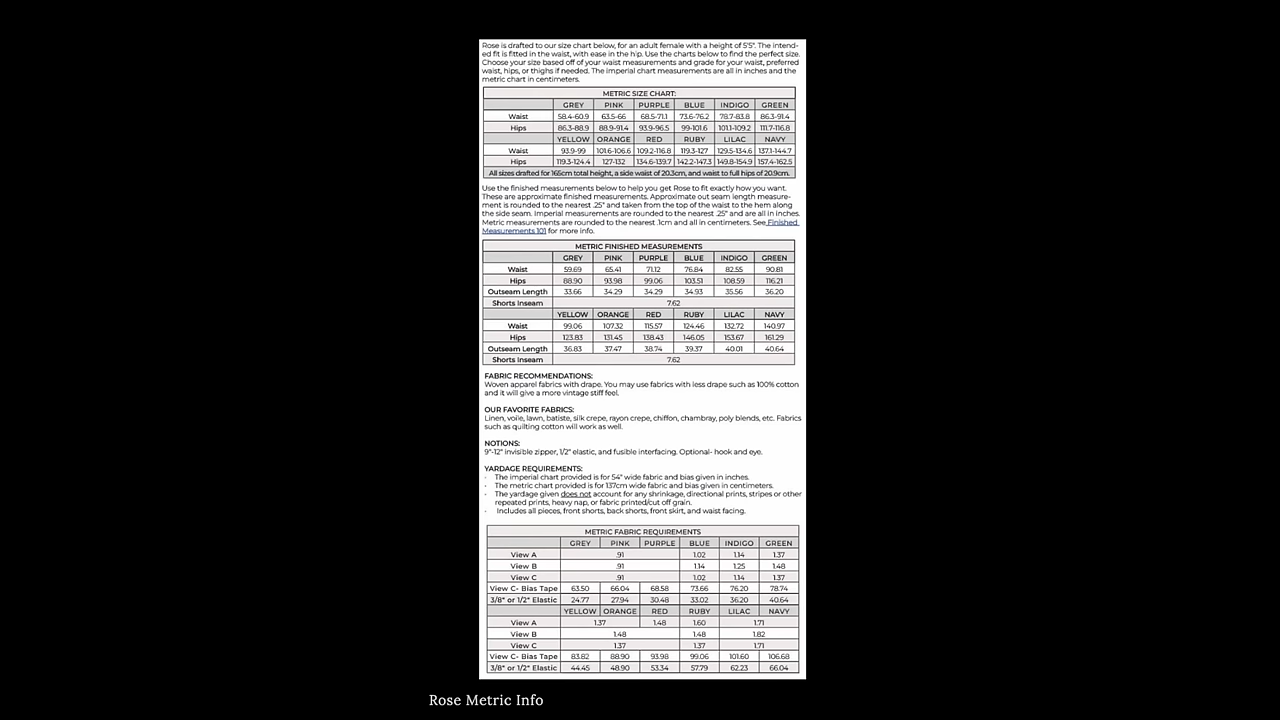 Rose is drafted to our size chart below, for an adult female with a height of 5'5". The intend-
ed fit is fitted in the waist, with ease in the hip. Use the charts below to find the perfect size.
Choose your size based off of your waist measurements and grade for your waist, preferred
waist, hips, or thighs if needed. The imperial chart measurements are all in inches and the
metric chart in centimeters.
METRIC SIZE CHART:
GREY PINK PURPLE BLUE INDIGO GREEN
Waist 58.4-60.9 63.5-66 68.5-71.1 73.6-76.2 78.7-83.8 86.3-91.4
Hips 86.3-88.9 88.9-91.4 93.9-96.5 99-101.6 101.1-109.2 111.7-116.8
YELLOW ORANGE RED RUBY LILAC NAVY
Waist 93.9-99 101.6-106.6 109.2-116.8 119.3-127 129.5-134.6 137.1-144.7
Hips 119.3-124.4 127-132 134.6-139.7 142.2-147.3 149.8-154.9 157.4-162.5
All sizes drafted for 165cm total height, a side waist of 20.3cm, and waist to full hips of 20.9cm.
Use the finished measurements below to help you get Rose to fit exactly how you want.
These are approximate finished measurements. Approximate out seam length measure-
ment is rounded to the nearest .25" and taken from the top of the waist to the hem along
the side seam. Imperial measurements are rounded to the nearest .25" and are all in inches.
Metric measurements are rounded to the nearest .1cm and all in centimeters. See Finished
Measurements 101 for more info.
METRIC FINISHED MEASUREMENTS
GREY PINK PURPLE BLUE INDIGO GREEN
Waist 59.69 65.41 71.12 76.84 82.55 90.81
Hips 88.90 93.98 99.06 103.51 108.59 116.21
Outseam Length 33.66 34.29 34.29 34.93 35.56 36.20
Shorts Inseam 7.62
YELLOW ORANGE RED RUBY LILAC NAVY
Waist 99.06 107.32 115.57 124.46 132.72 140.97
Hips 123.83 131.45 138.43 146.05 153.67 161.29
Outseam Length 36.83 37.47 38.74 39.37 40.01 40.64
Shorts Inseam 7.62
FABRIC RECOMMENDATIONS:
Woven apparel fabrics with drape. You may use fabrics with less drape such as 100% cotton
and it will give a more vintage stiff feel.
OUR FAVORITE FABRICS:
Linen, voile, lawn, batiste, silk crepe, rayon crepe, chiffon, chambray, poly blends, etc. Fabrics
such as quilting cotton will work as well.
NOTIONS:
9"-12" invisible zipper, 1/2" elastic, and fusible interfacing. Optional- hook and eye.
YARDAGE REQUIREMENTS:
· The imperial chart provided is for 54" wide fabric and bias given in inches.
· The metric chart provided is for 137cm wide fabric and bias given in centimeters.
· The yardage given does not account for any shrinkage, directional prints, stripes or other
repeated prints, heavy nap, or fabric printed/cut off grain.
· Includes all pieces, front shorts, back shorts, front skirt, and waist facing.
METRIC FABRIC REQUIREMENTS
GREY PINK PURPLE BLUE INDIGO GREEN
View A .91 1.02 1.14 1.37
View B .91 1.14 1.25 1.48
View C .91 1.02 1.14 1.37
View C- Bias Tape 63.50 66.04 68.58 73.66 76.20 78.74
3/8" or 1/2" Elastic 24.77 27.94 30.48 33.02 36.20 40.64
YELLOW ORANGE RED RUBY LILAC NAVY
View A 1.37 1.48 1.60 1.71
View B 1.48 1.48 1.82
View C 1.37 1.37 1.71
View C- Bias Tape 83.82 88.90 93.98 99.06 101.60 106.68
3/8" or 1/2" Elastic 44.45 48.90 53.34 57.79 62.23 66.04
Rose Metric Info